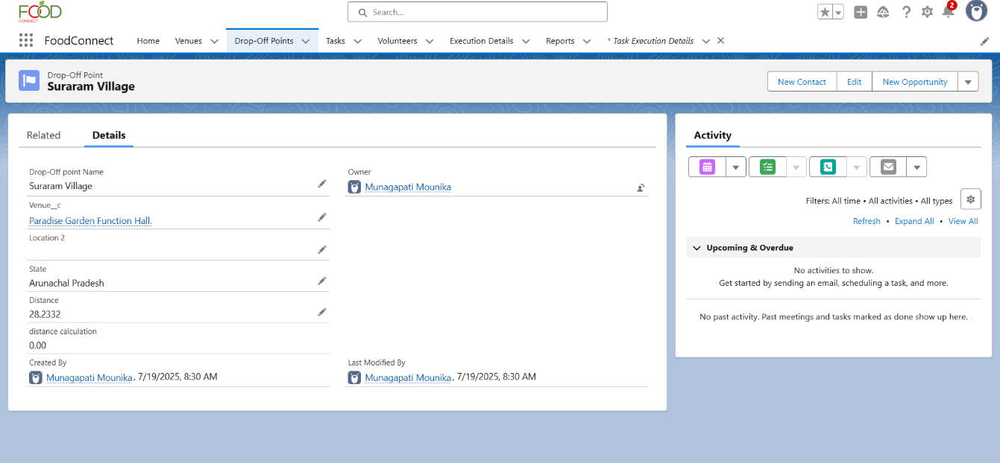 FOOD
CONNECT
Search...
2
FoodConnect
Home
Venues
Drop-Off Points
Tasks
Volunteers
Execution Details
Reports
* Task Execution Details
Drop-Off Point
Suraram Village
New Contact
Edit
New Opportunity
Related
Details
Drop-Off point Name
Suraram Village
Owner
Munagapati Mounika
Venue__c
Paradise Garden Function Hall.
Location 2
State
Arunachal Pradesh
Distance
28.2332
distance calculation
0.00
Created By
Munagapati Mounika, 7/19/2025, 8:30 AM
Last Modified By
Munagapati Mounika, 7/19/2025, 8:30 AM
Activity
Filters: All time • All activities • All types
Refresh • Expand All • View All
Upcoming & Overdue
No activities to show.
Get started by sending an email, scheduling a task, and more.
No past activity. Past meetings and tasks marked as done show up here.